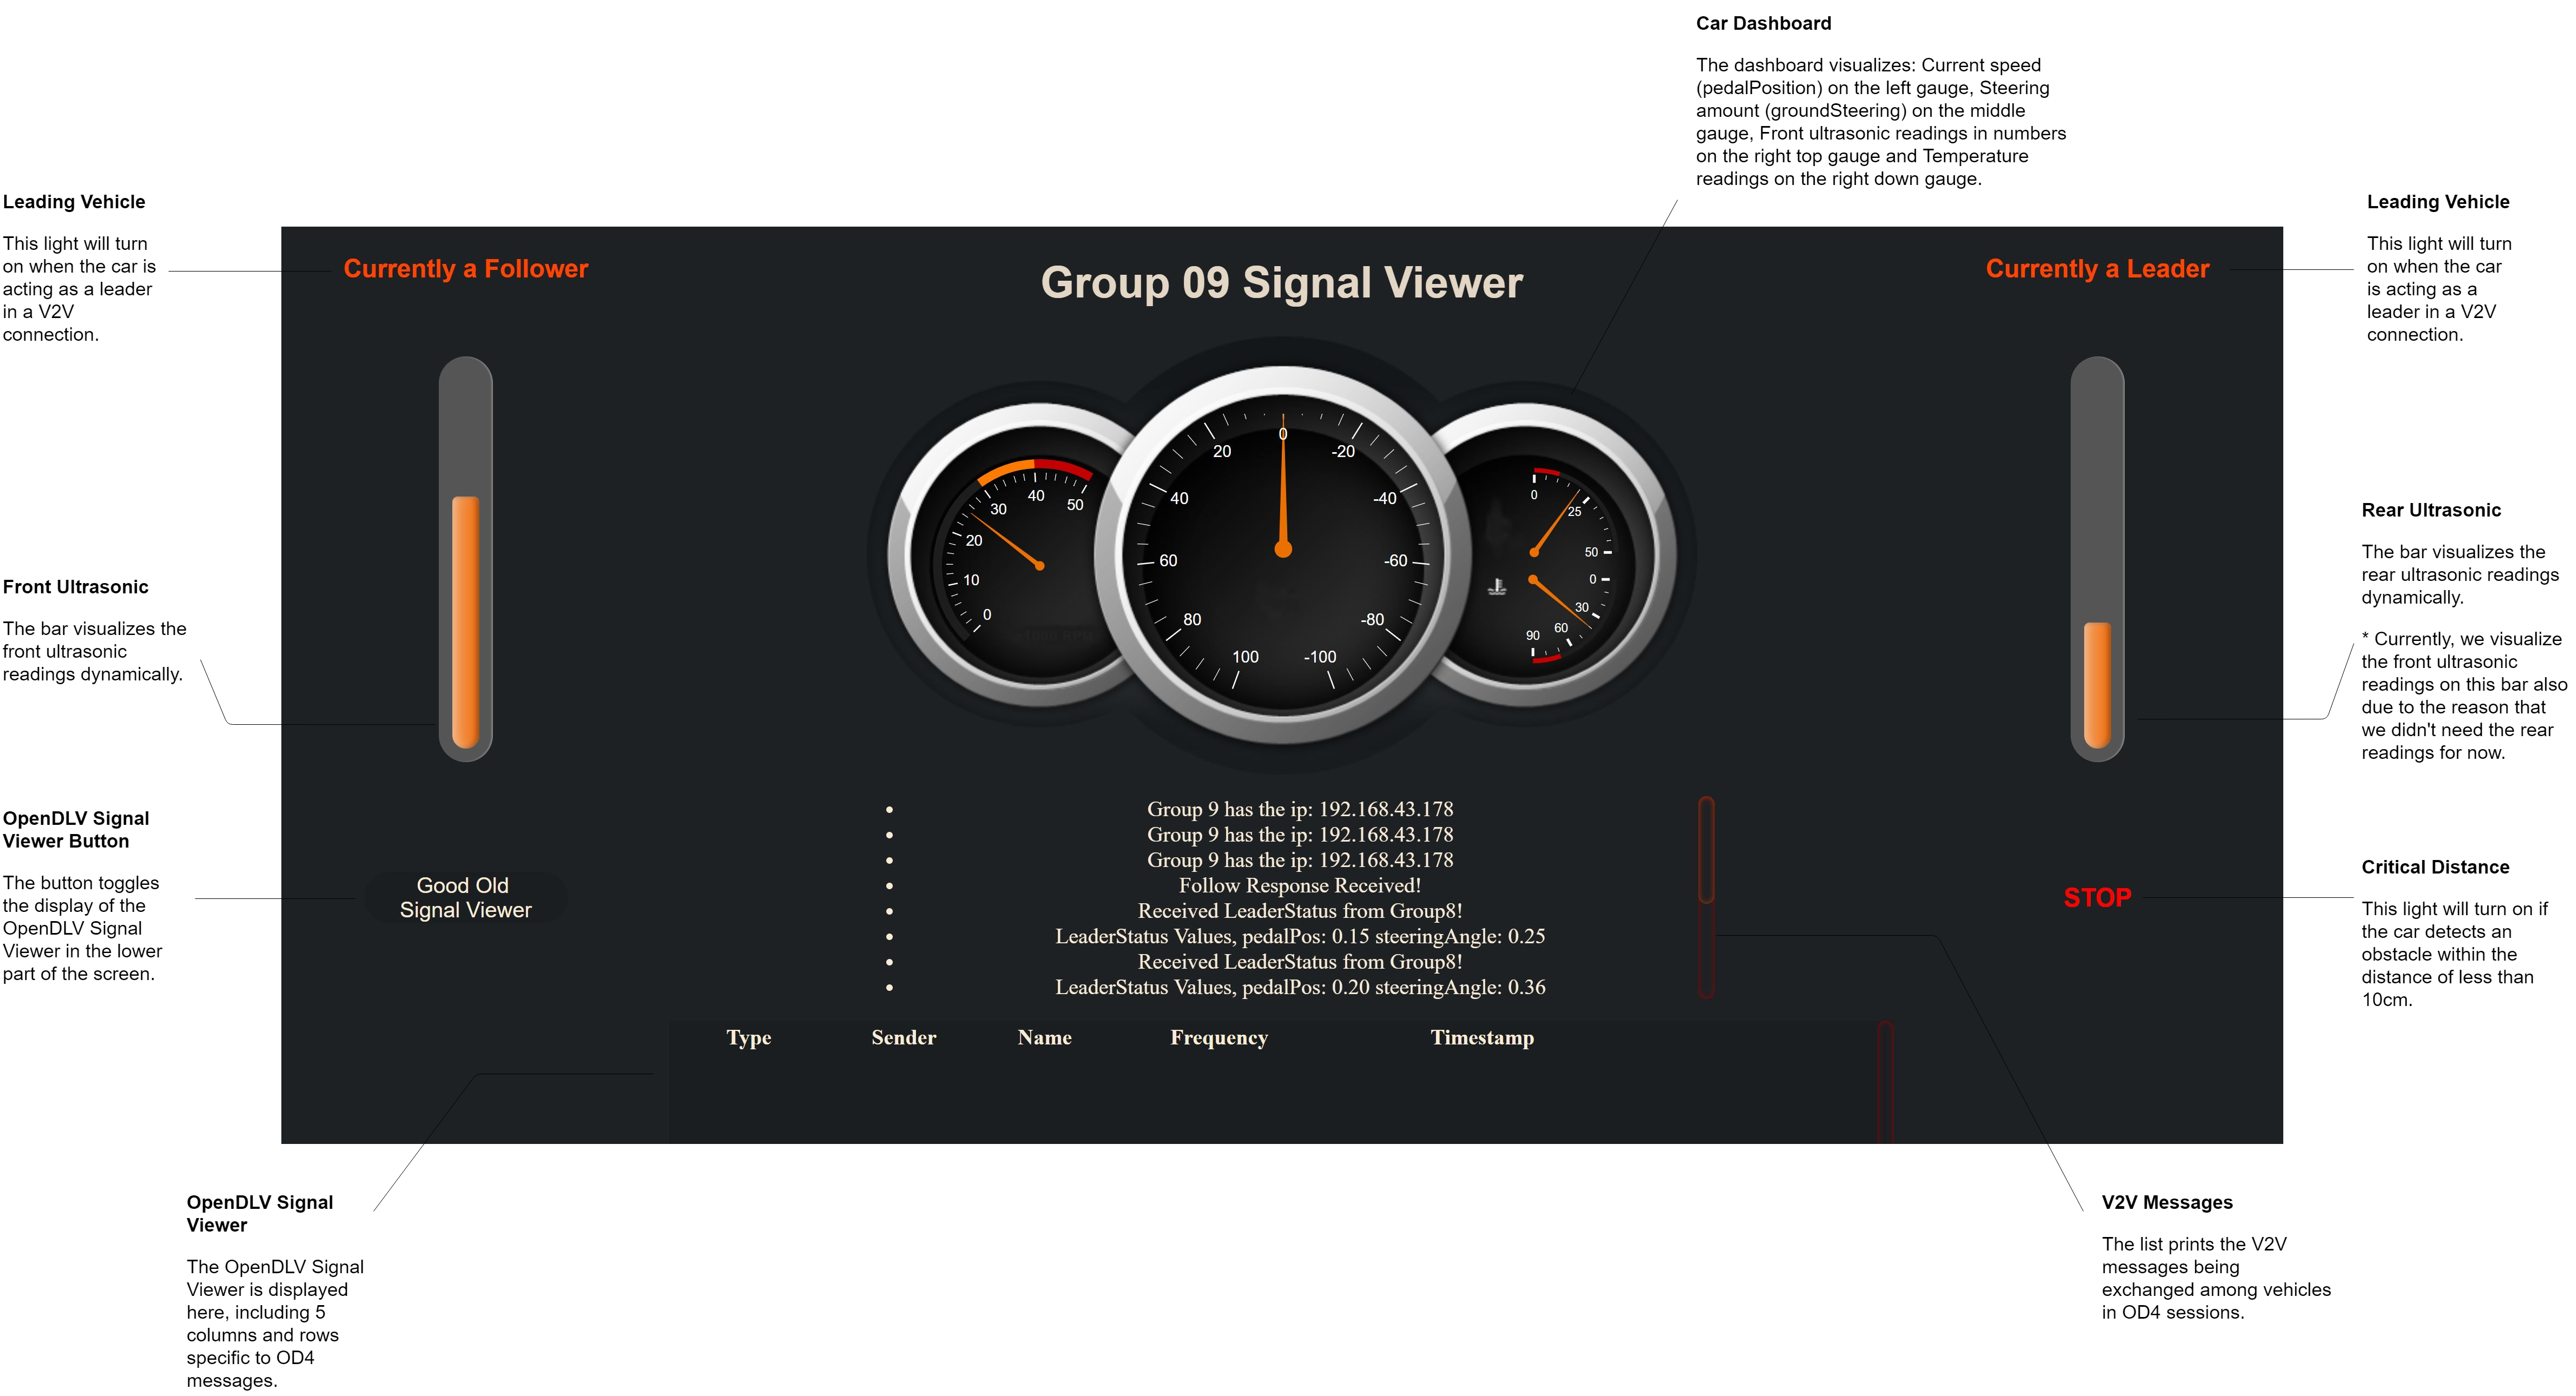 Car Dashboard
The dashboard visualizes: Current speed
(pedalPosition) on the left gauge, Steering
amount (groundSteering) on the middle
gauge, Front ultrasonic readings in numbers
on the right top gauge and Temperature
readings on the right down gauge.
Leading Vehicle
This light will turn
on when the car is
acting as a leader
in a V2V
connection.
Leading Vehicle
This light will turn
on when the car
is acting as a
leader in a V2V
connection.
Currently a Follower
Group 09 Signal Viewer
Currently a Leader
0
10
20
30
40
50
100
80
60
40
20
0
-20
-40
-60
-80
-100
0
25
50
0
30
60
90
Front Ultrasonic
The bar visualizes the
front ultrasonic
readings dynamically.
Rear Ultrasonic
The bar visualizes the
rear ultrasonic readings
dynamically.
* Currently, we visualize
the front ultrasonic
readings on this bar also
due to the reason that
we didn't need the rear
readings for now.
OpenDLV Signal
Viewer Button
The button toggles
the display of the
OpenDLV Signal
Viewer in the lower
part of the screen.
Good Old
Signal Viewer
• Group 9 has the ip: 192.168.43.178
• Group 9 has the ip: 192.168.43.178
• Group 9 has the ip: 192.168.43.178
• Follow Response Received!
• Received LeaderStatus from Group8!
• LeaderStatus Values, pedalPos: 0.15 steeringAngle: 0.25
• Received LeaderStatus from Group8!
• LeaderStatus Values, pedalPos: 0.20 steeringAngle: 0.36
STOP
Critical Distance
This light will turn on if
the car detects an
obstacle within the
distance of less than
10cm.
Type Sender Name Frequency Timestamp
OpenDLV Signal
Viewer
The OpenDLV Signal
Viewer is displayed
here, including 5
columns and rows
specific to OD4
messages.
V2V Messages
The list prints the V2V
messages being
exchanged among vehicles
in OD4 sessions.